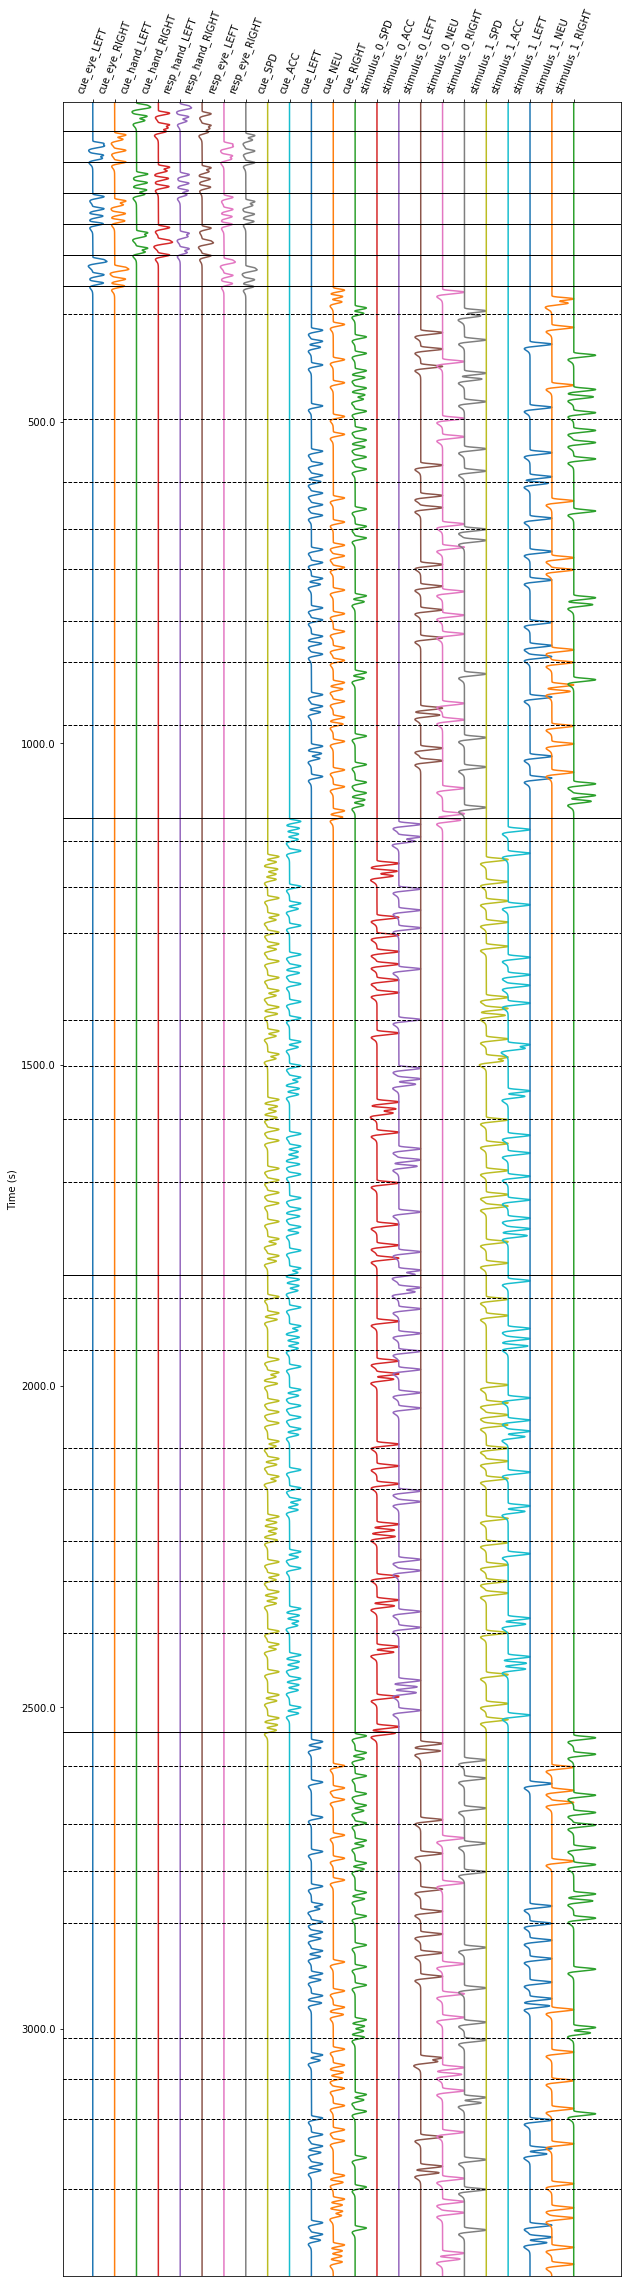 cue_eye_LEFT
cue_eye_RIGHT
cue_hand_LEFT
cue_hand_RIGHT
resp_hand_LEFT
resp_hand_RIGHT
resp_eye_LEFT
resp_eye_RIGHT
cue_SPD
cue_ACC
cue_LEFT
cue_NEU
cue_RIGHT
stimulus_0_SPD
stimulus_0_ACC
stimulus_0_LEFT
stimulus_0_NEU
stimulus_0_RIGHT
stimulus_1_SPD
stimulus_1_ACC
stimulus_1_LEFT
stimulus_1_NEU
stimulus_1_RIGHT
500.0
1000.0
1500.0
Time (s)
2000.0
2500.0
3000.0